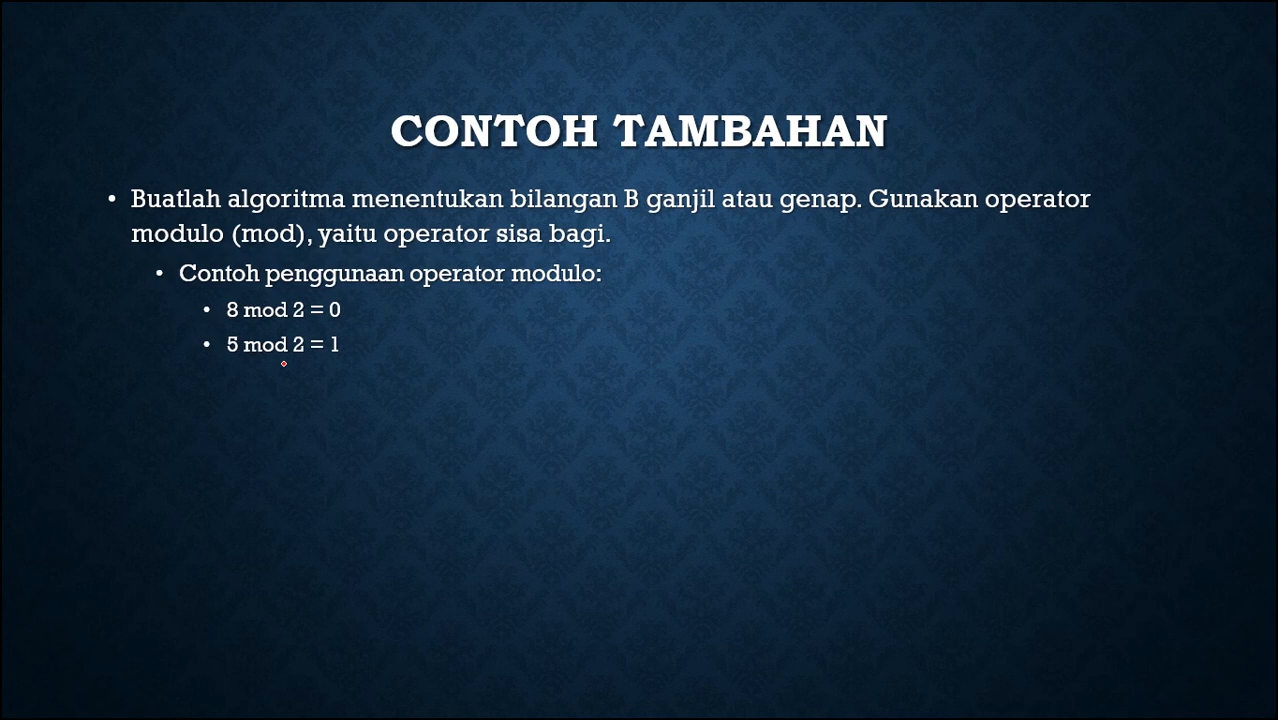 CONTOH TAMBAHAN
• Buatlah algoritma menentukan bilangan B ganjil atau genap. Gunakan operator
modulo (mod), yaitu operator sisa bagi.
• Contoh penggunaan operator modulo:
• 8 mod 2 = 0
• 5 mod 2 = 1